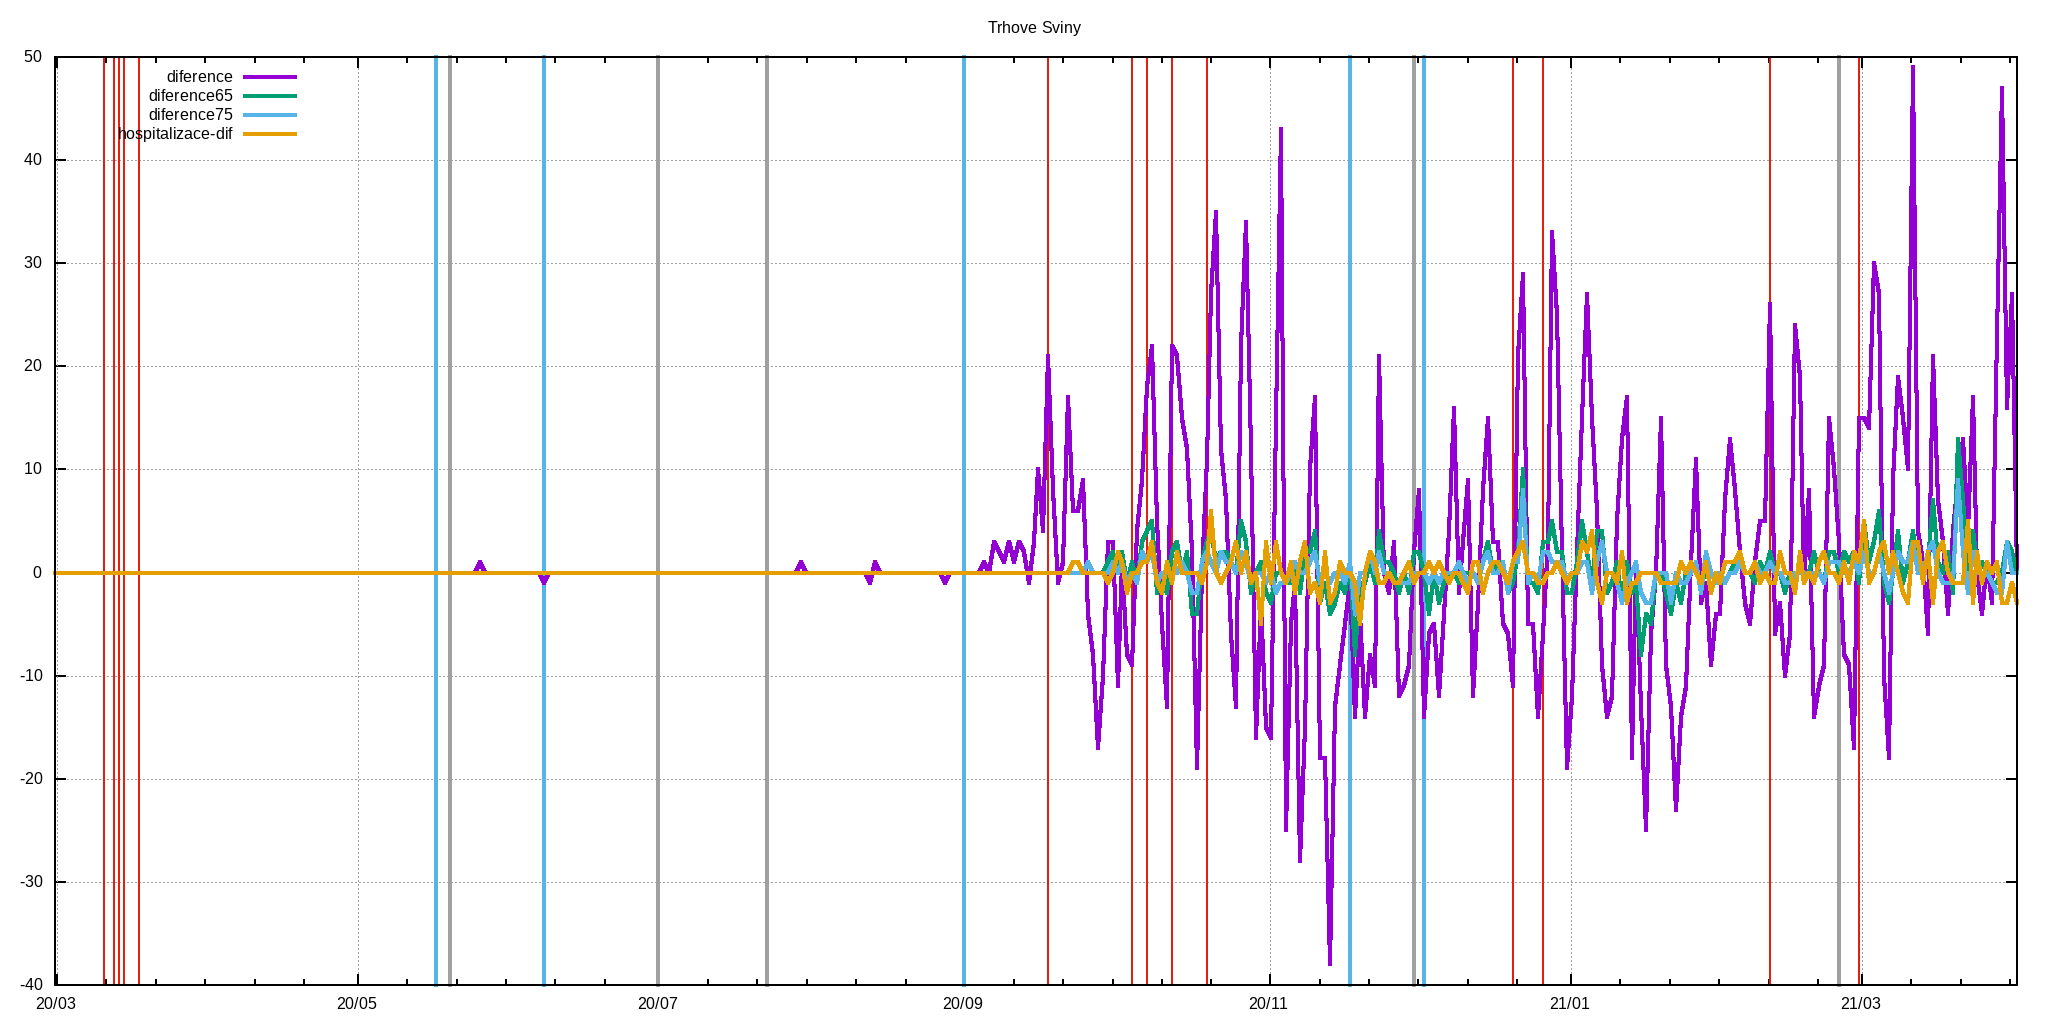 Trhove Sviny
50
diference
diference65
diference75
hospitalizace-dif
40
30
20
10
0
-10
-20
-30
-40
20/03 20/05 20/07 20/09 20/11 21/01 21/03